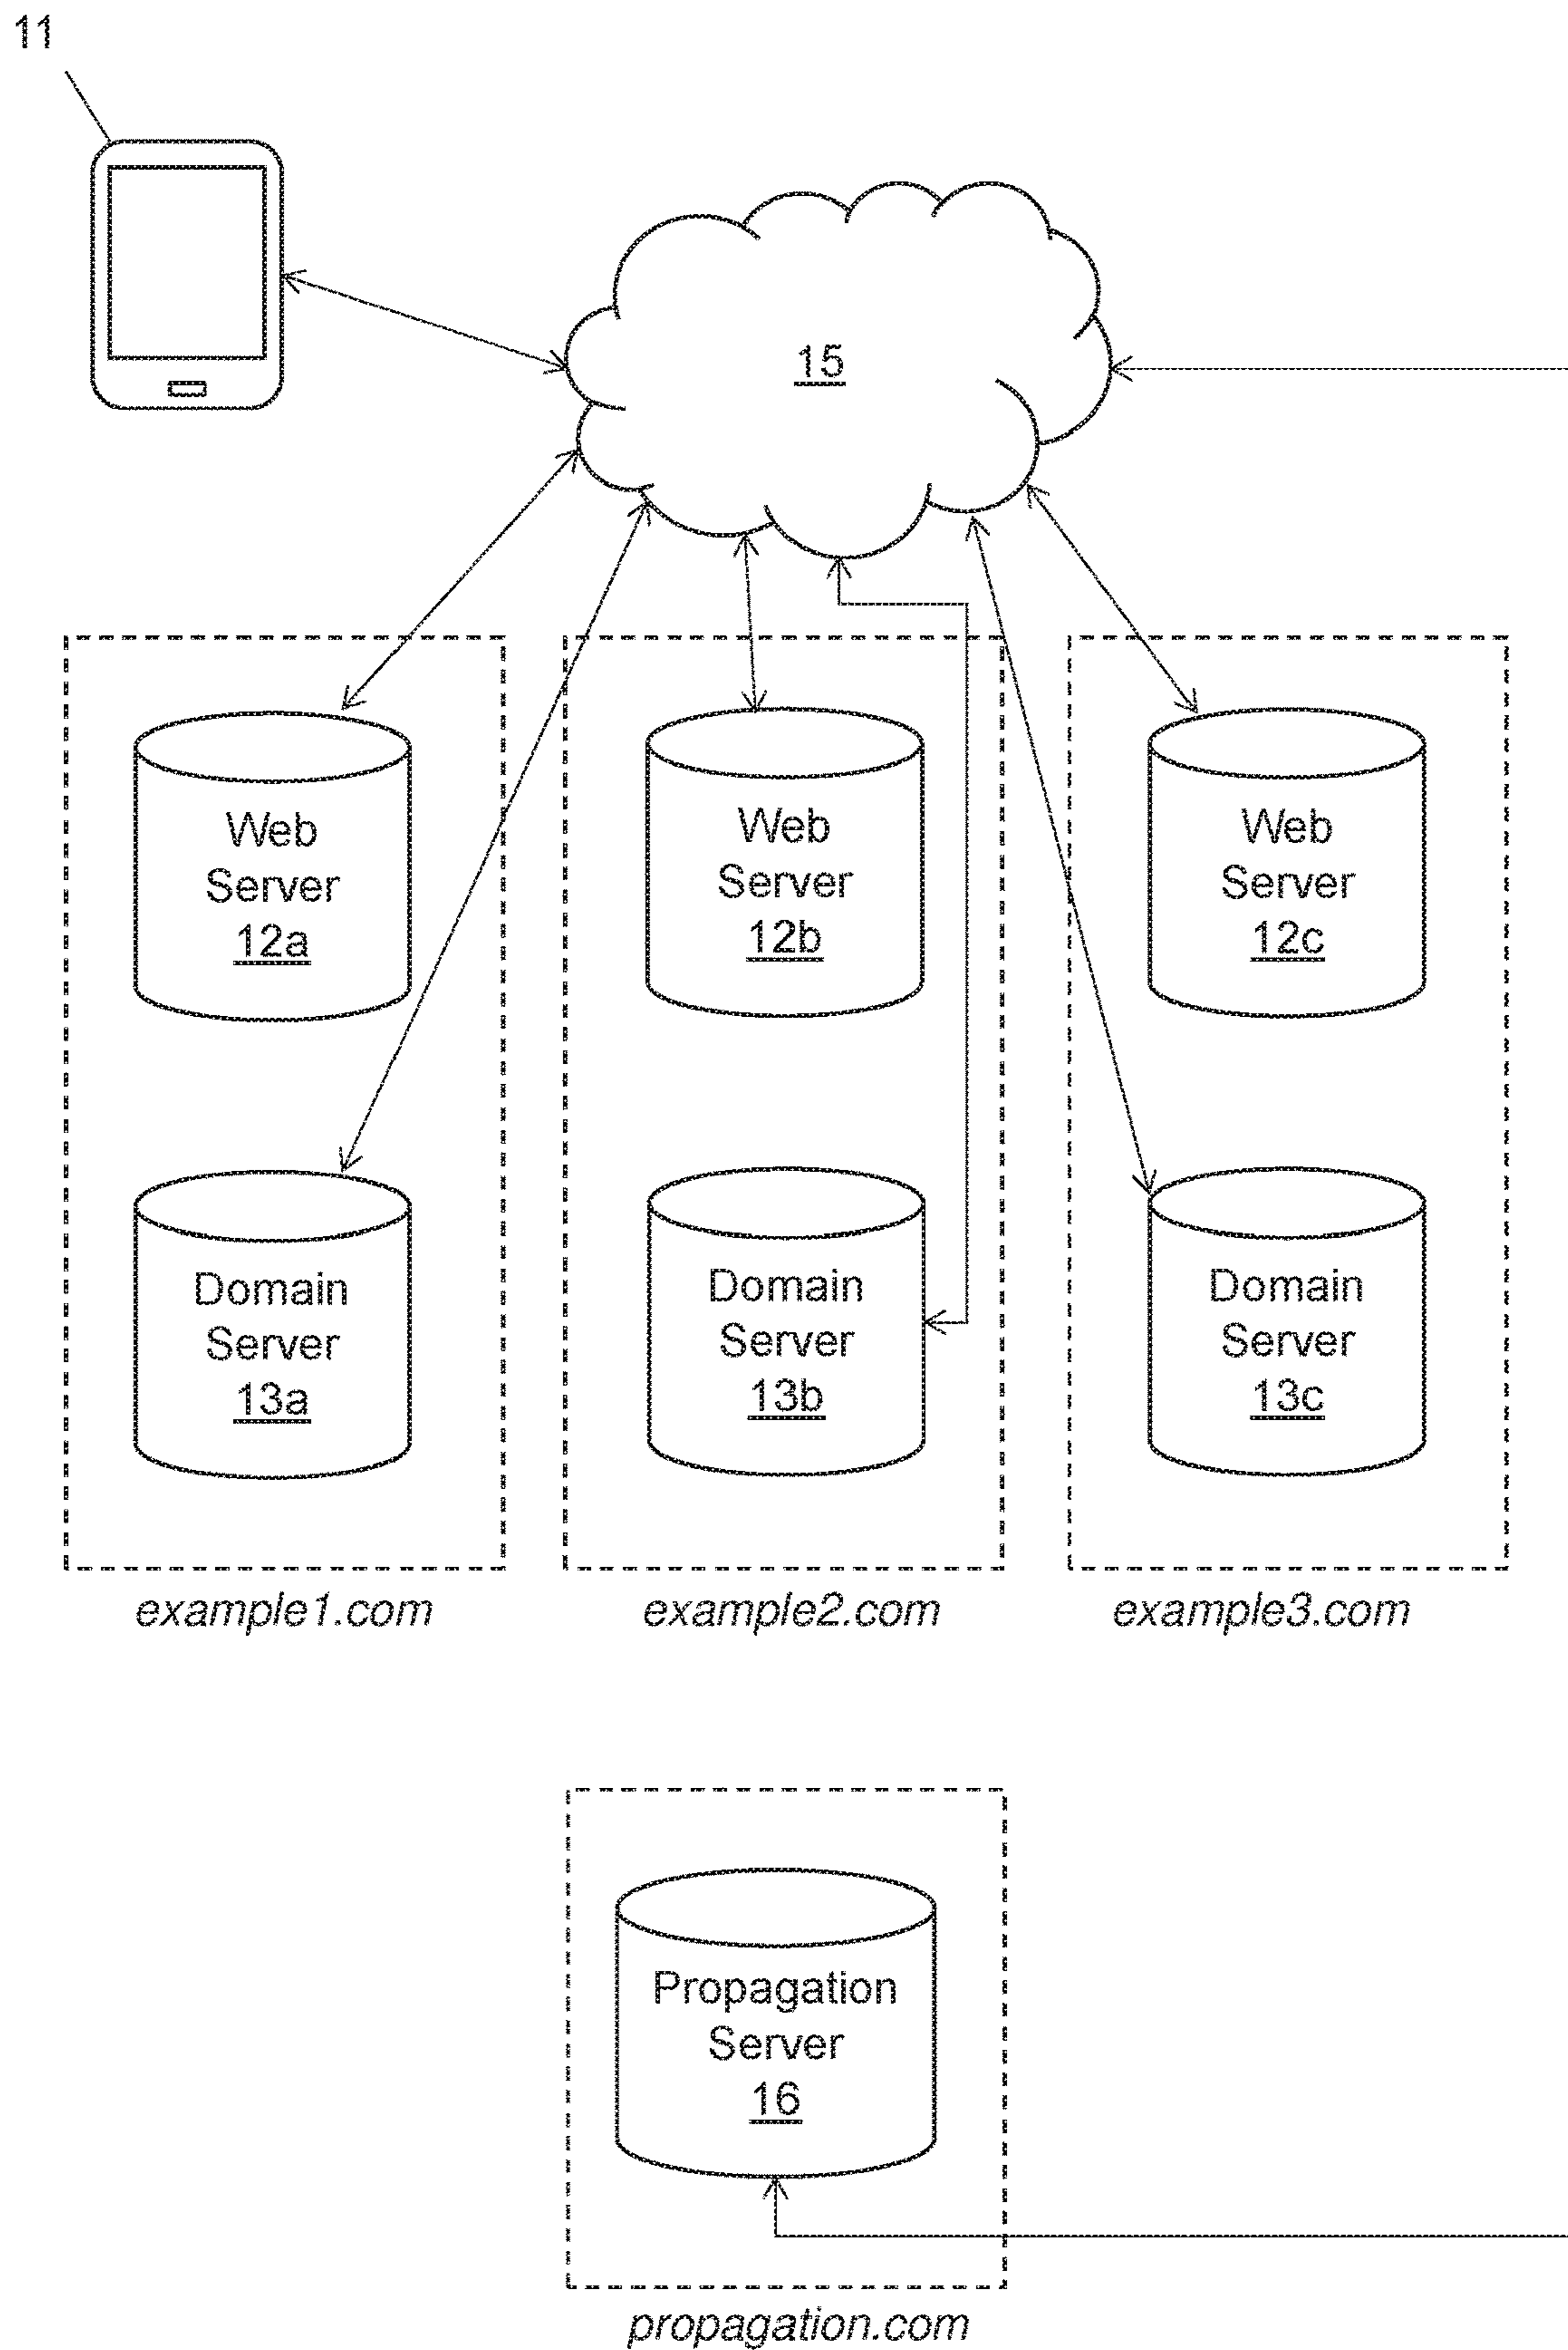 11
15
Web
Server
12a
Web
Server
12b
Web
Server
12c
Domain
Server
13a
Domain
Server
13b
Domain
Server
13c
example1.com
example2.com
example3.com
Propagation
Server
16
propagation.com